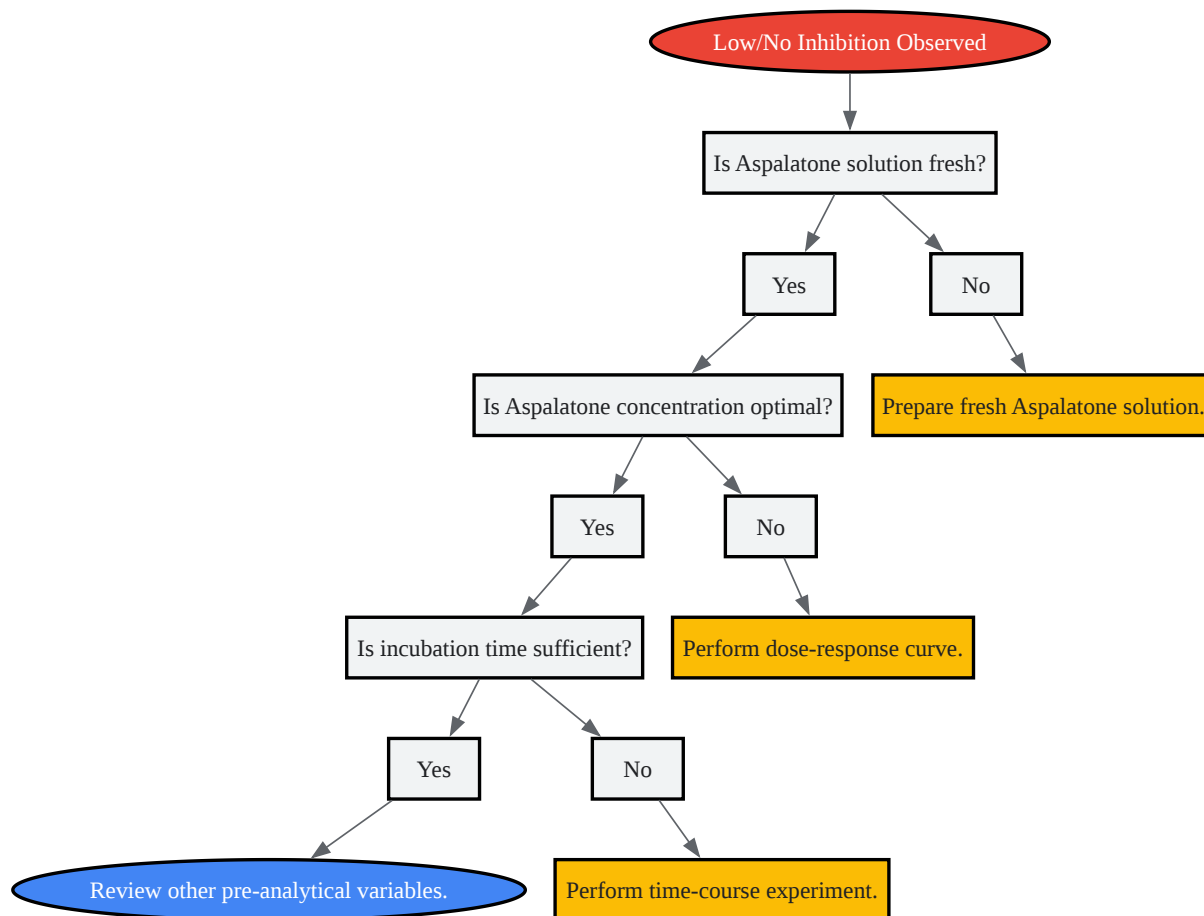 Low/No Inhibition Observed
Is Aspalatone solution fresh?
Yes
No
Is Aspalatone concentration optimal?
Prepare fresh Aspalatone solution.
Yes
No
Is incubation time sufficient?
Perform dose-response curve.
Yes
No
Review other pre-analytical variables.
Perform time-course experiment.